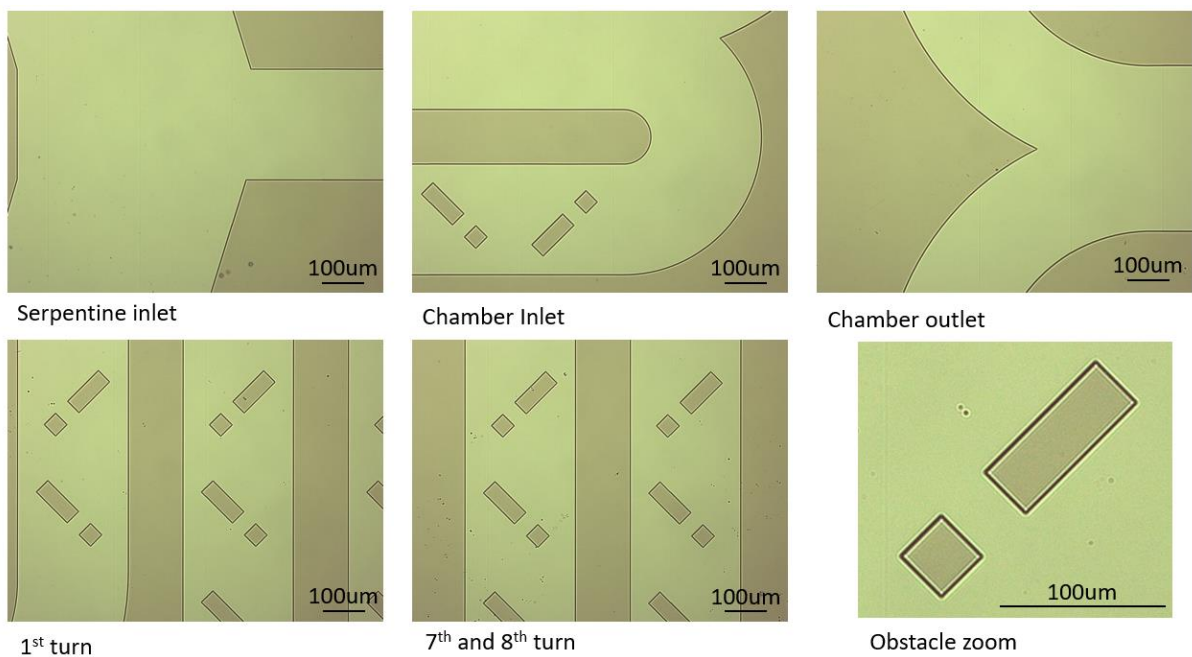 100um
100um
100um
Serpentine inlet
Chamber Inlet
Chamber outlet
100um
100um
100um
1st turn
7th and 8th turn
Obstacle zoom